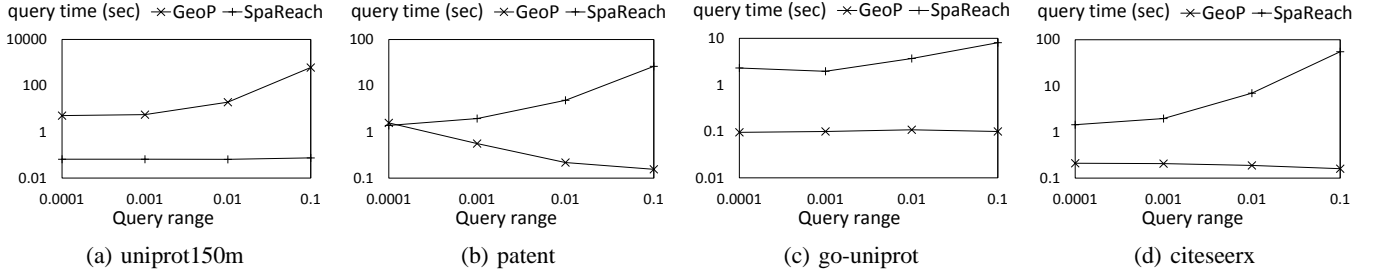 query time (sec) GeoP SpaReach
10000
100
1
0.01
0.0001 0.001 0.01 0.1
Query range
(a) uniprot150m
query time (sec) GeoP SpaReach
100
10
1
0.1
0.0001 0.001 0.01 0.1
Query range
(b) patent
query time (sec) GeoP SpaReach
10
1
0.1
0.01
0.0001 0.001 0.01 0.1
Query range
(c) go-uniprot
query time (sec) GeoP SpaReach
100
10
1
0.1
0.0001 0.001 0.01 0.1
Query range
(d) citeseerx